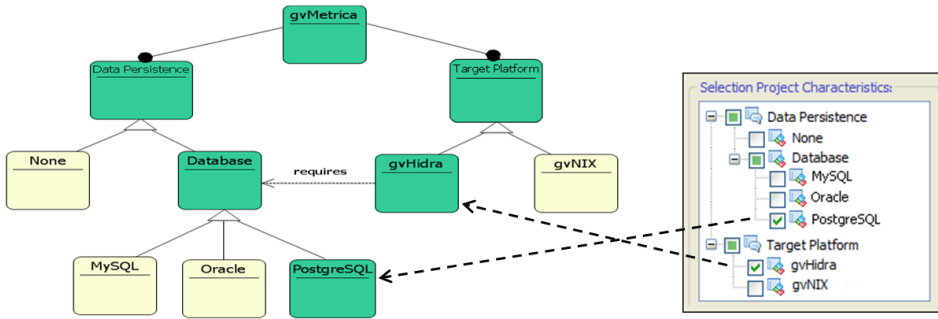 gvMetrica
Data Persistence
Target Platform
None
Database
requires
gvHidra
gvNIX
MySQL
Oracle
PostgreSQL
Selection Project Characteristics:
Data Persistence
None
Database
MySQL
Oracle
PostgreSQL
Target Platform
gvHidra
gvNIX